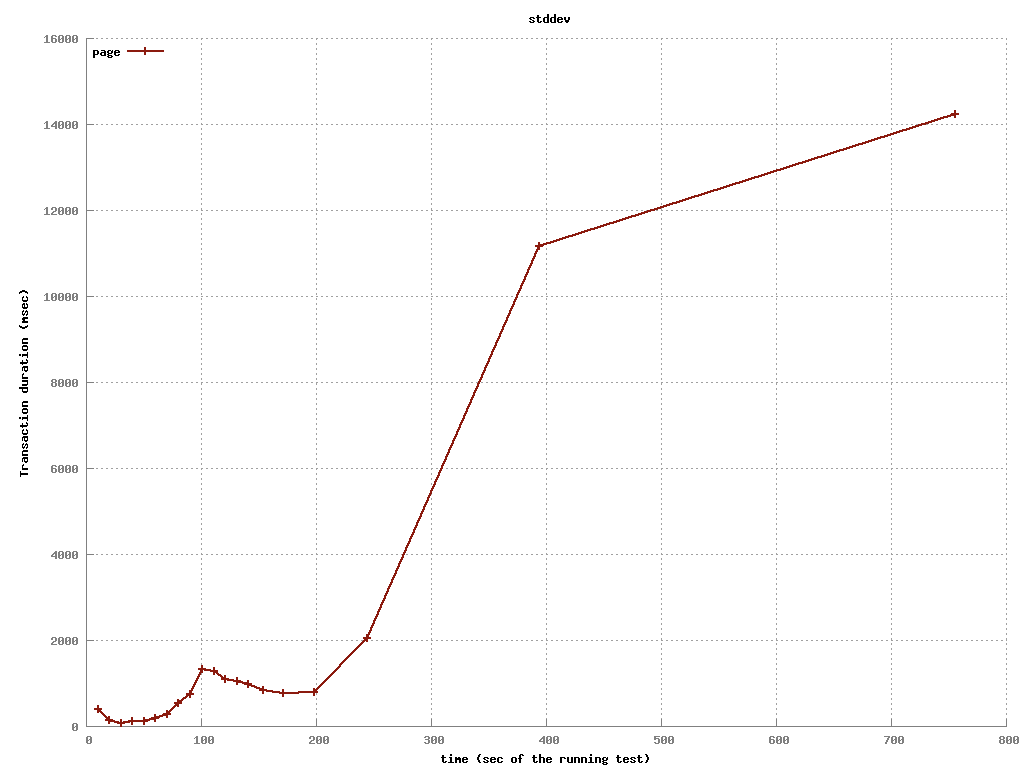 stddev
16000
page
14000
12000
10000
8000
6000
4000
2000
0
Transaction duration (msec)
0 100 200 300 400 500 600 700 800
time (sec of the running test)